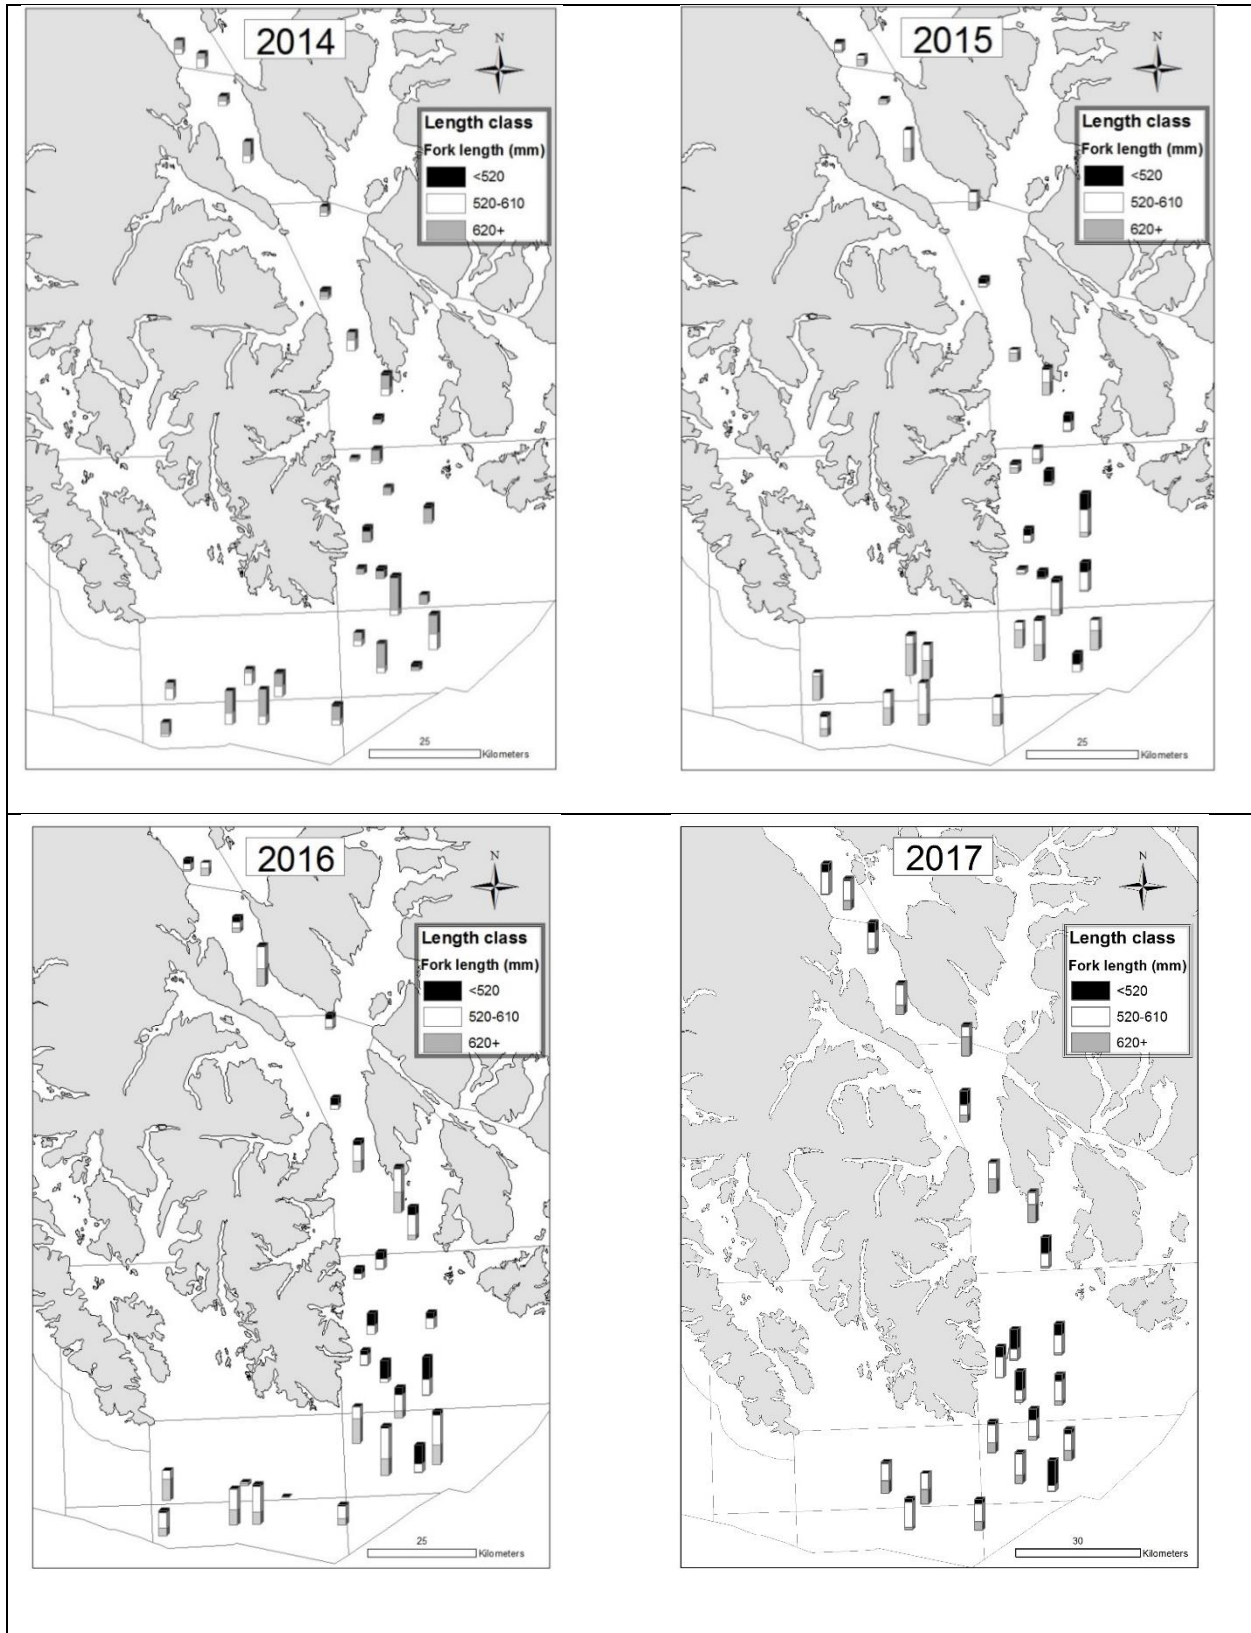 2014
N
Length class
Fork length (mm)
<520
520-610
620+
25
Kilometers
2015
N
Length class
Fork length (mm)
<520
520-610
620+
25
Kilometers
2016
N
Length class
Fork length (mm)
<520
520-610
620+
25
Kilometers
2017
N
Length class
Fork length (mm)
<520
520-610
620+
30
Kilometers